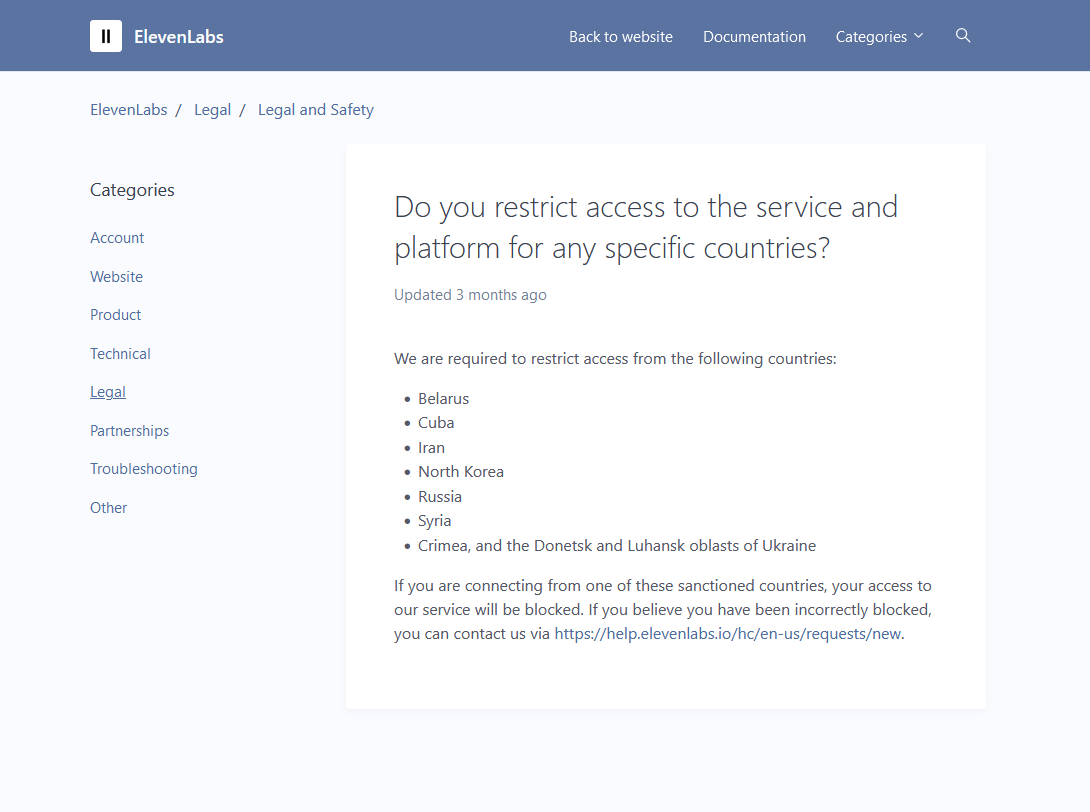 ElevenLabs
Back to website
Documentation
Categories
ElevenLabs / Legal / Legal and Safety
Categories
Account
Website
Product
Technical
Legal
Partnerships
Troubleshooting
Other
Do you restrict access to the service and
platform for any specific countries?
Updated 3 months ago
We are required to restrict access from the following countries:
• Belarus
• Cuba
• Iran
• North Korea
• Russia
• Syria
• Crimea, and the Donetsk and Luhansk oblasts of Ukraine
If you are connecting from one of these sanctioned countries, your access to
our service will be blocked. If you believe you have been incorrectly blocked,
you can contact us via https://help.elevenlabs.io/hc/en-us/requests/new.